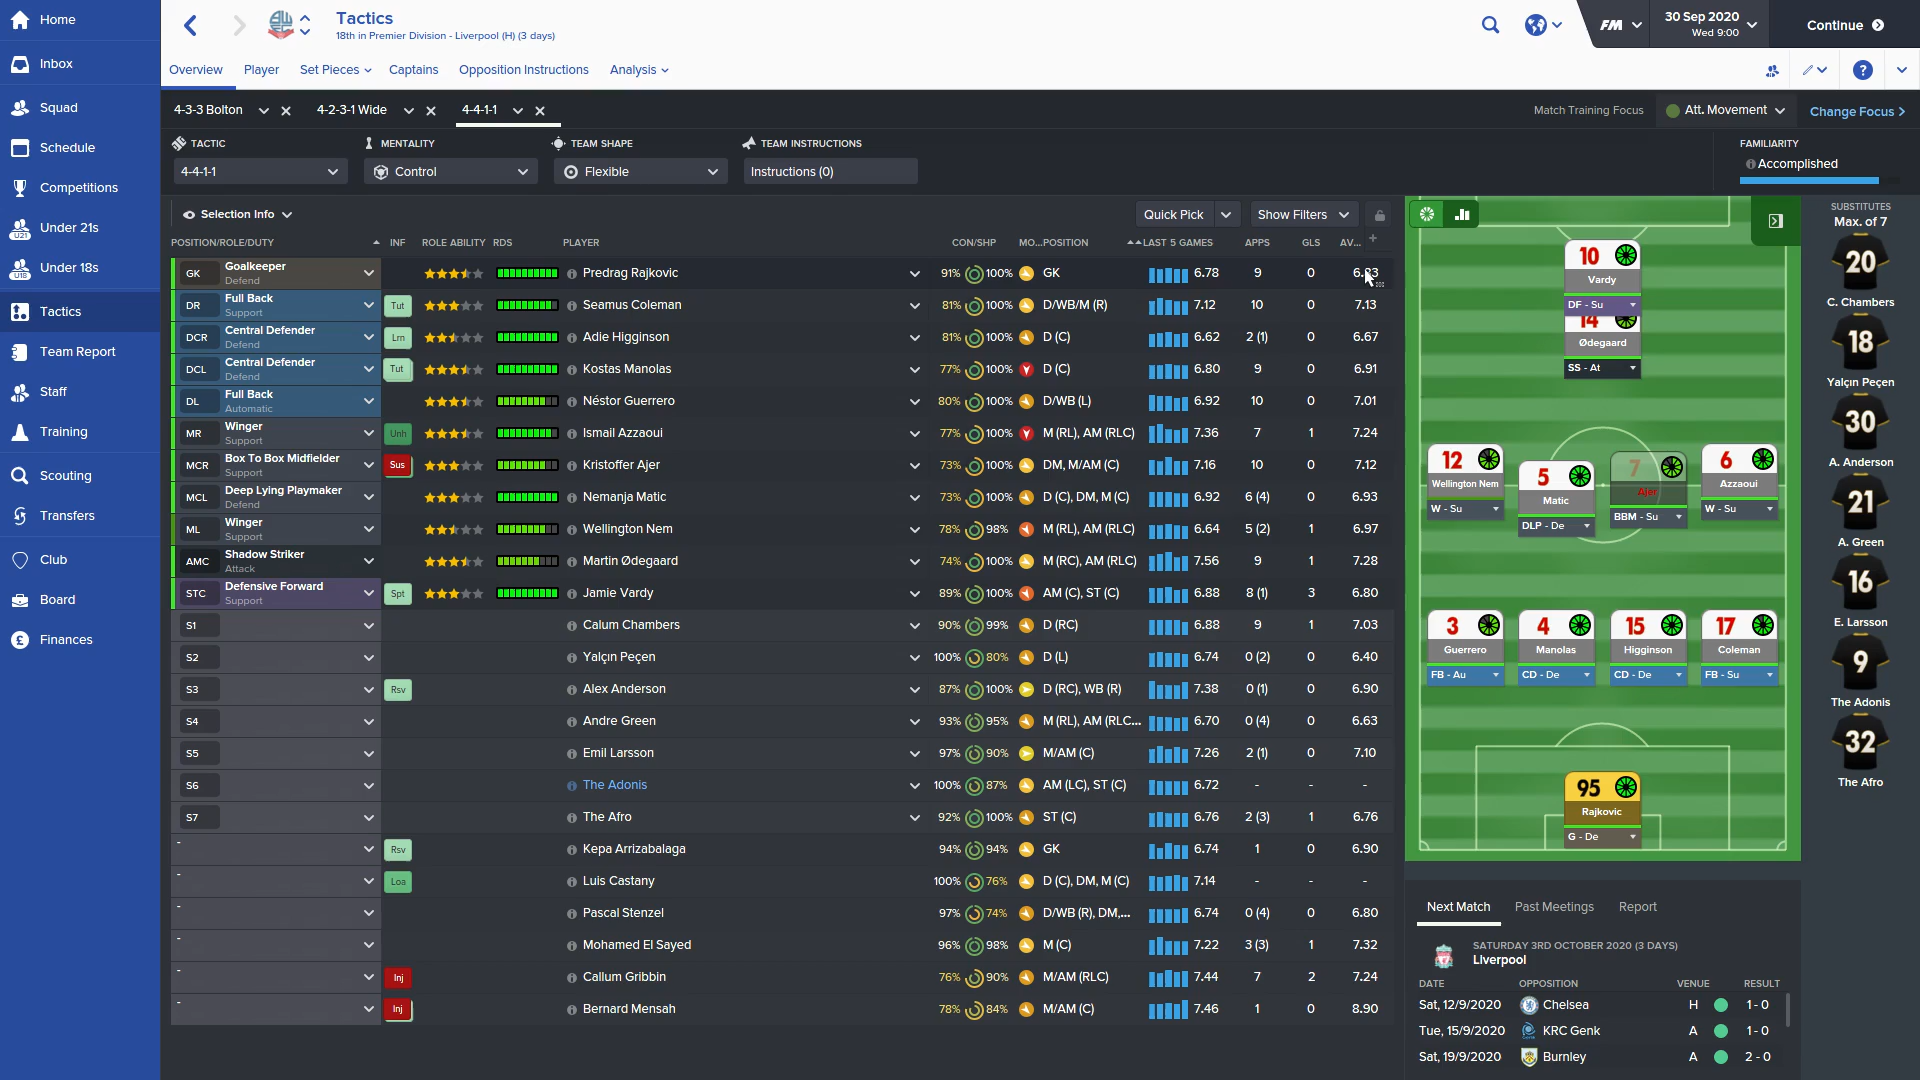 Home
Inbox
Squad
Schedule
Competitions
Under 21s
Under 18s
Tactics
Team Report
Staff
Training
Scouting
Transfers
Club
Board
Finances
Tactics
18th in Premier Division - Liverpool (H) (3 days)
FM
30 Sep 2020
Wed 9:00
Continue
Overview Player Set Pieces Captains Opposition Instructions Analysis
4-3-3 Bolton 4-2-3-1 Wide 4-4-1-1
Match Training Focus Att. Movement Change Focus >
TACTIC MENTALITY TEAM SHAPE TEAM INSTRUCTIONS
4-4-1-1 Control Flexible Instructions (0)
FAMILIARITY
Accomplished
Selection Info Quick Pick Show Filters
POSITION/ROLE/DUTY INF ROLE ABILITY RDS PLAYER CON/SHP MO... POSITION LAST 5 GAMES APPS GLS AV...
GK Goalkeeper Defend Predrag Rajkovic 91% 100% GK 6.78 9 0
DR Full Back Support Tut Seamus Coleman 81% 100% D/WB/M (R) 7.12 10 0 7.13
DCR Central Defender Defend Lrn Adie Higginson 81% 100% D (C) 6.62 2 (1) 0 6.67
DCL Central Defender Defend Tut Kostas Manolas 77% 100% D (C) 6.80 9 0 6.91
DL Full Back Automatic Néstor Guerrero 80% 100% D/WB (L) 6.92 10 0 7.01
MR Winger Support Unh Ismail Azzaoui 77% 100% M (RL), AM (RLC) 7.36 7 1 7.24
MCR Box To Box Midfielder Support Sus Kristoffer Ajer 73% 100% DM, M/AM (C) 7.16 10 0 7.12
MCL Deep Lying Playmaker Defend Nemanja Matic 73% 100% D (C), DM, M (C) 6.92 6 (4) 0 6.93
ML Winger Support Wellington Nem 78% 98% M (RL), AM (RLC) 6.64 5 (2) 1 6.97
AMC Shadow Striker Attack Martin Ødegaard 74% 100% M (RC), AM (RLC) 7.56 9 1 7.28
STC Defensive Forward Support Spt Jamie Vardy 89% 100% AM (C), ST (C) 6.88 8 (1) 3 6.80
S1 Calum Chambers 90% 99% D (RC) 6.88 9 1 7.03
S2 Yalçın Peçen 100% 80% D (L) 6.74 0 (2) 0 6.40
S3 Rsv Alex Anderson 87% 100% D (RC), WB (R) 7.38 0 (1) 0 6.90
S4 Andre Green 93% 95% M (RL), AM (RLC... 6.70 0 (4) 0 6.63
S5 Emil Larsson 97% 90% M/AM (C) 7.26 2 (1) 0 7.10
S6 The Adonis 100% 87% AM (LC), ST (C) 6.72 - - -
S7 The Afro 92% 100% ST (C) 6.76 2 (3) 1 6.76
- Rsv Kepa Arrizabalaga 94% 94% GK 6.74 1 0 6.90
- Loa Luis Castany 100% 76% D (C), DM, M (C) 7.14 - - -
- Pascal Stenzel 97% 74% D/WB (R), DM,... 6.74 0 (4) 0 6.80
- Mohamed El Sayed 96% 98% M (C) 7.22 3 (3) 1 7.32
- Inj Callum Gribbin 76% 90% M/AM (RLC) 7.44 7 2 7.24
- Inj Bernard Mensah 78% 84% M/AM (C) 7.46 1 0 8.90
10
Vardy
DF - Su
14
Ødegaard
SS - At
12 5 7 6
Wellington Nem Matic Ajer Azzaoui
W - Su DLP - De BBM - Su W - Su
3 4 15 17
Guerrero Manolas Higginson Coleman
FB - Au CD - De CD - De FB - Su
95
Rajkovic
G - De
SUBSTITUTES
Max. of 7
20
C. Chambers
18
Yalçın Peçen
30
A. Anderson
21
A. Green
16
E. Larsson
9
The Adonis
32
The Afro
Next Match Past Meetings Report
SATURDAY 3RD OCTOBER 2020 (3 DAYS)
Liverpool
DATE OPPOSITION VENUE RESULT
Sat, 12/9/2020 Chelsea H 1 - 0
Tue, 15/9/2020 KRC Genk A 1 - 0
Sat, 19/9/2020 Burnley A 2 - 0